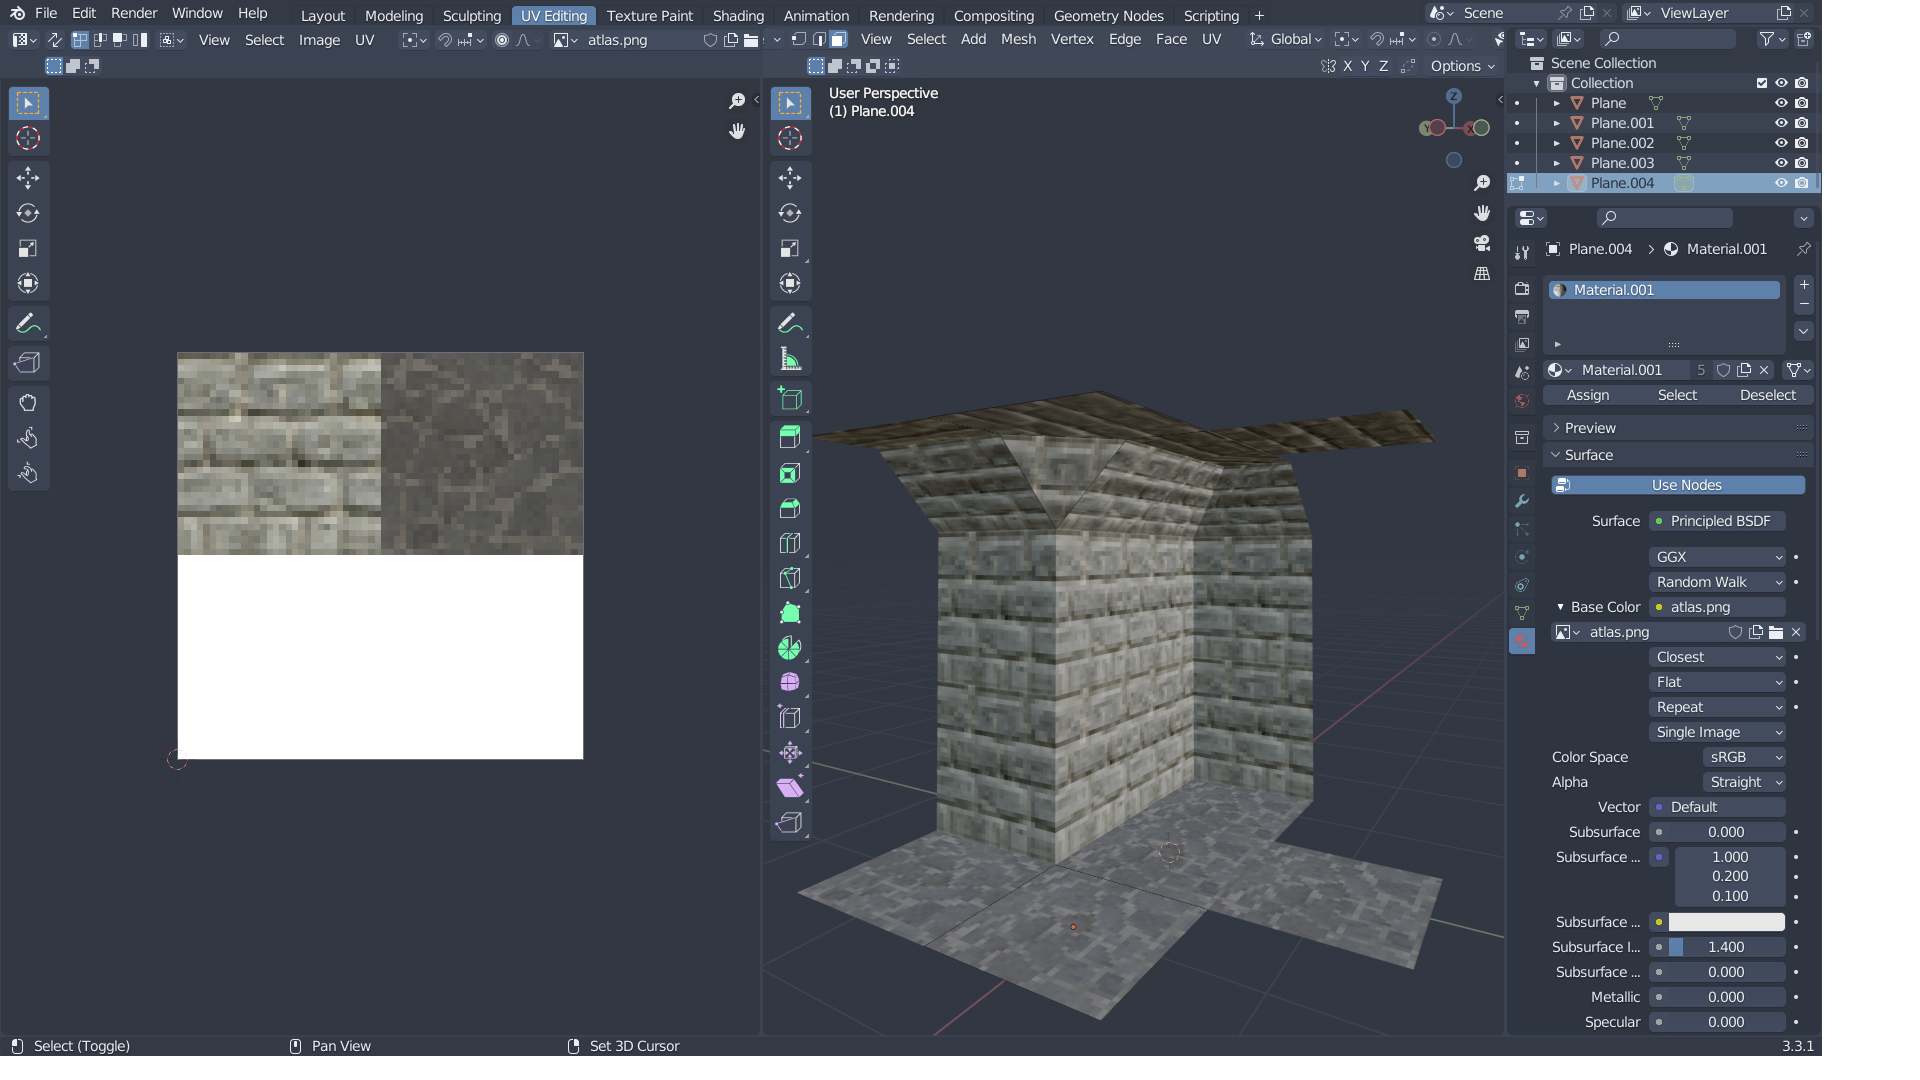 File Edit Render Window Help Layout Modeling Sculpting UV Editing Texture Paint Shading Animation Rendering Compositing Geometry Nodes Scripting + Scene ViewLayer
View Select Image UV atlas.png View Select Add Mesh Vertex Edge Face UV Global
X Y Z Options
User Perspective
(1) Plane.004
Z
Y
X
Scene Collection
Collection
Plane
Plane.001
Plane.002
Plane.003
Plane.004
Plane.004 > Material.001
Material.001
Material.001 5
Assign Select Deselect
Preview
Surface
Use Nodes
Surface Principled BSDF
GGX
Random Walk
Base Color atlas.png
atlas.png
Closest
Flat
Repeat
Single Image
Color Space sRGB
Alpha Straight
Vector Default
Subsurface 0.000
Subsurface ... 1.000
0.200
0.100
Subsurface ...
Subsurface I... 1.400
Subsurface ... 0.000
Metallic 0.000
Specular 0.000
Select (Toggle) Pan View Set 3D Cursor 3.3.1